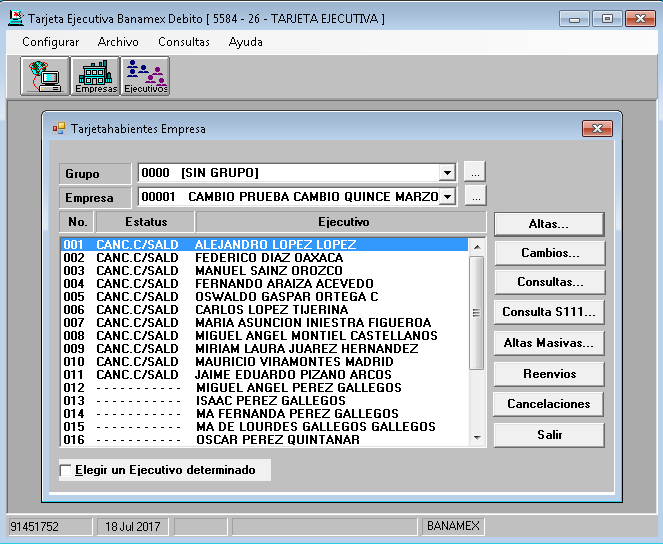 Tarjeta Ejecutiva Banamex Debito [ 5584 - 26 - TARJETA EJECUTIVA ]
Configurar Archivo Consultas Ayuda
Empresas Ejecutivos
Tarjetahabientes Empresa
Grupo 0000 [SIN GRUPO] ...
Empresa 00001 CAMBIO PRUEBA CAMBIO QUINCE MARZO ...
No. Estatus Ejecutivo
001 CANC.C/SALD ALEJANDRO LOPEZ LOPEZ
002 CANC.C/SALD FEDERICO DIAZ OAXACA
003 CANC.C/SALD MANUEL SAINZ OROZCO
004 CANC.C/SALD FERNANDO ARAIZA ACEVEDO
005 CANC.C/SALD OSWALDO GASPAR ORTEGA C
006 CANC.C/SALD CARLOS LOPEZ TIJERINA
007 CANC.C/SALD MARIA ASUNCION INIESTRA FIGUEROA
008 CANC.C/SALD MIGUEL ANGEL MONTIEL CASTELLANOS
009 CANC.C/SALD MIRIAM LAURA JUAREZ HERNANDEZ
010 CANC.C/SALD MAURICIO VIRAMONTES MADRID
011 CANC.C/SALD JAIME EDUARDO PIZANO ARCOS
012 - - - - - - - - - - - MIGUEL ANGEL PEREZ GALLEGOS
013 - - - - - - - - - - - ISAAC PEREZ GALLEGOS
014 - - - - - - - - - - - MA FERNANDA PEREZ GALLEGOS
015 - - - - - - - - - - - MA DE LOURDES GALLEGOS GALLEGOS
016 - - - - - - - - - - - OSCAR PEREZ QUINTANAR
Altas...
Cambios...
Consultas...
Consulta S111...
Altas Masivas...
Reenvios
Cancelaciones
Salir
Elegir un Ejecutivo determinado
91451752 18 Jul 2017 BANAMEX